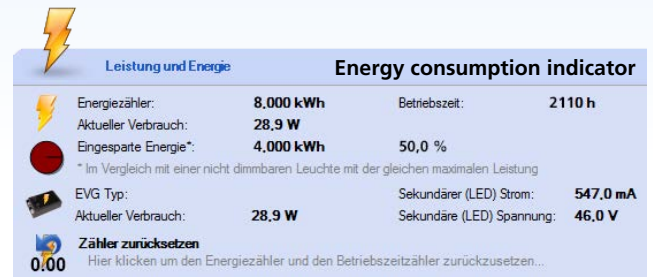 Leistung und Energie Energy consumption indicator
Energiezähler: 8,000 kWh Betriebszeit: 2110 h
Aktueller Verbrauch: 28,9 W
Eingesparte Energie*: 4,000 kWh 50,0 %
* Im Vergleich mit einer nicht dimmbaren Leuchte mit der gleichen maximalen Leistung
EVG Typ: Sekundärer (LED) Strom: 547,0 mA
Aktueller Verbrauch: 28,9 W Sekundäre (LED) Spannung: 46,0 V
Zähler zurücksetzen
0.00 Hier klicken um den Energiezähler und den Betriebszeitzähler zurückzusetzen...